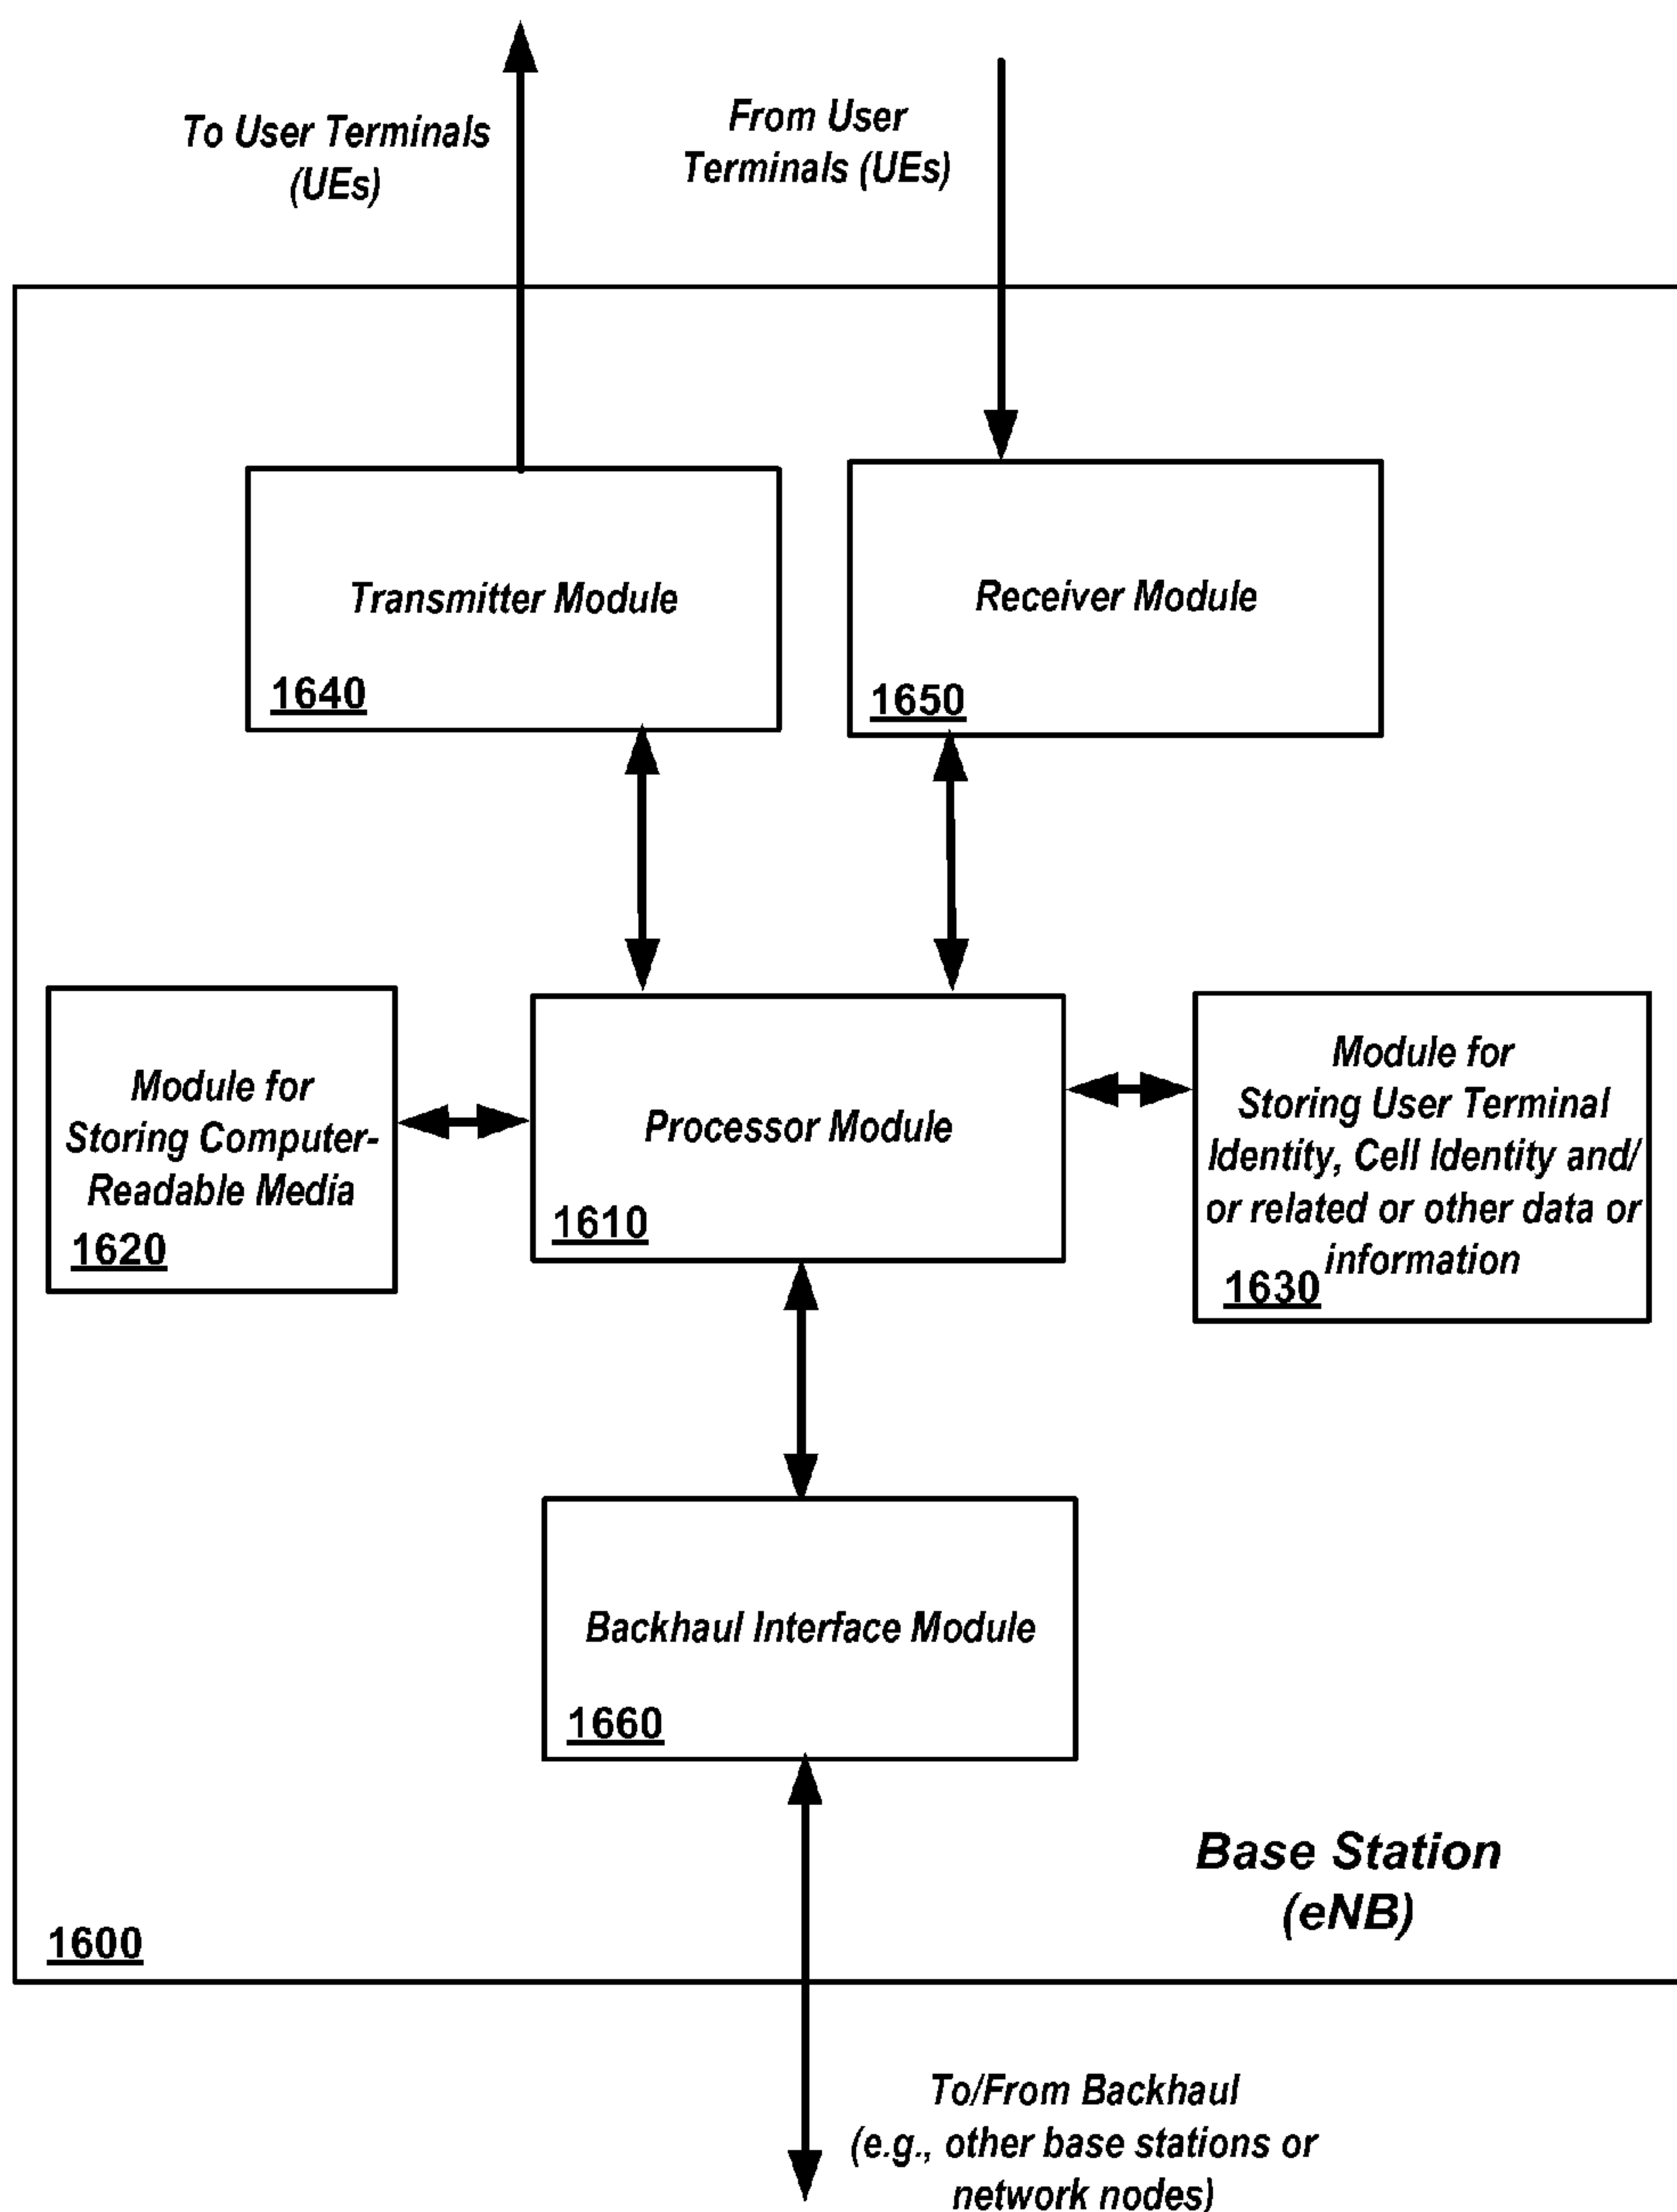 To User Terminals
(UEs)
From User
Terminals (UEs)
Transmitter Module
1640
Receiver Module
1650
Module for
Storing Computer-
Readable Media
1620
Processor Module
1610
Module for
Storing User Terminal
Identity, Cell Identity and/
or related or other data or
information
1630
Backhaul Interface Module
1660
Base Station
(eNB)
1600
To/From Backhaul
(e.g., other base stations or
network nodes)